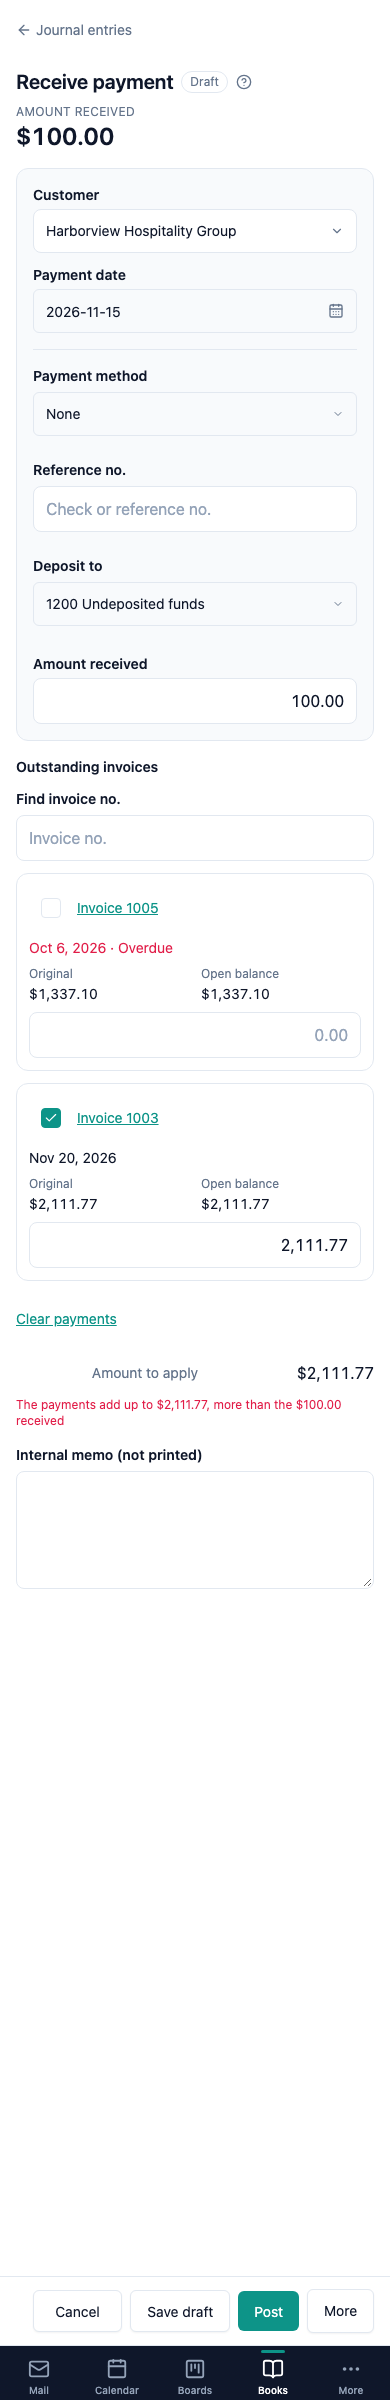 Journal entries
Receive payment Draft
AMOUNT RECEIVED
$100.00
Customer
Harborview Hospitality Group
Payment date
2026-11-15
Payment method
None
Reference no.
Check or reference no.
Deposit to
1200 Undeposited funds
Amount received
100.00
Outstanding invoices
Find invoice no.
Invoice no.
Invoice 1005
Oct 6, 2026 · Overdue
Original Open balance
$1,337.10 $1,337.10
0.00
Invoice 1003
Nov 20, 2026
Original Open balance
$2,111.77 $2,111.77
2,111.77
Clear payments
Amount to apply $2,111.77
The payments add up to $2,111.77, more than the $100.00
received
Internal memo (not printed)
Cancel Save draft Post More
Mail Calendar Boards Books More